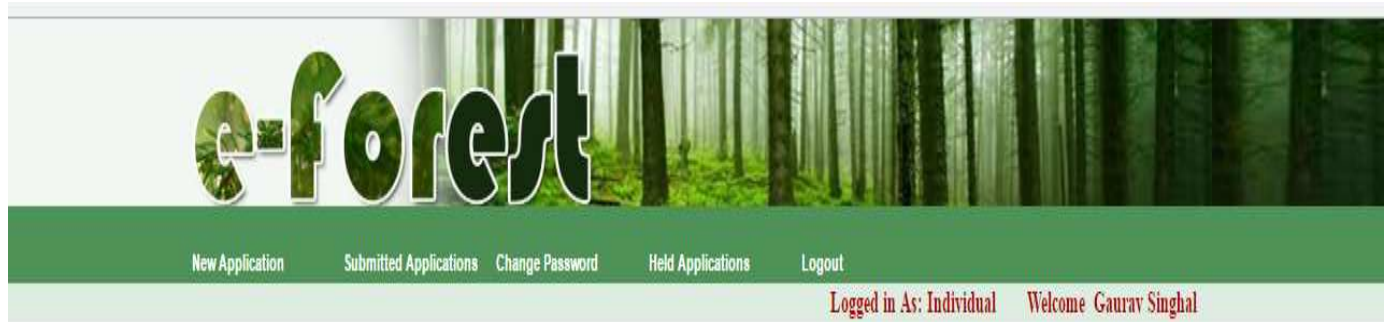 e-forest
New Application Submitted Applications Change Password Held Applications Logout
Logged in As: Individual Welcome Gaurav Singhal